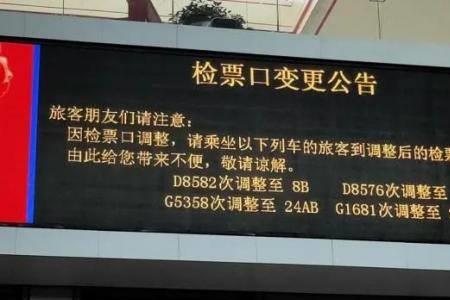 检票口变更公告
旅客朋友们请注意：
因检票口调整，请乘坐以下列车的旅客到调整后的检票
由此给您带来不便，敬请谅解。
D8582次调整至 8B D8576次调整至
G5358次调整至 24AB G1681次调整至